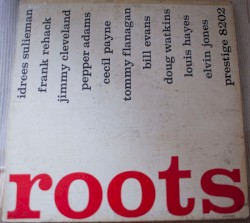 idrees sulieman
frank rehack
jimmy cleveland
pepper adams
cecil payne
tommy flanagan
bill evans
doug watkins
louis hayes
elvin jones
prestige 8202
roots